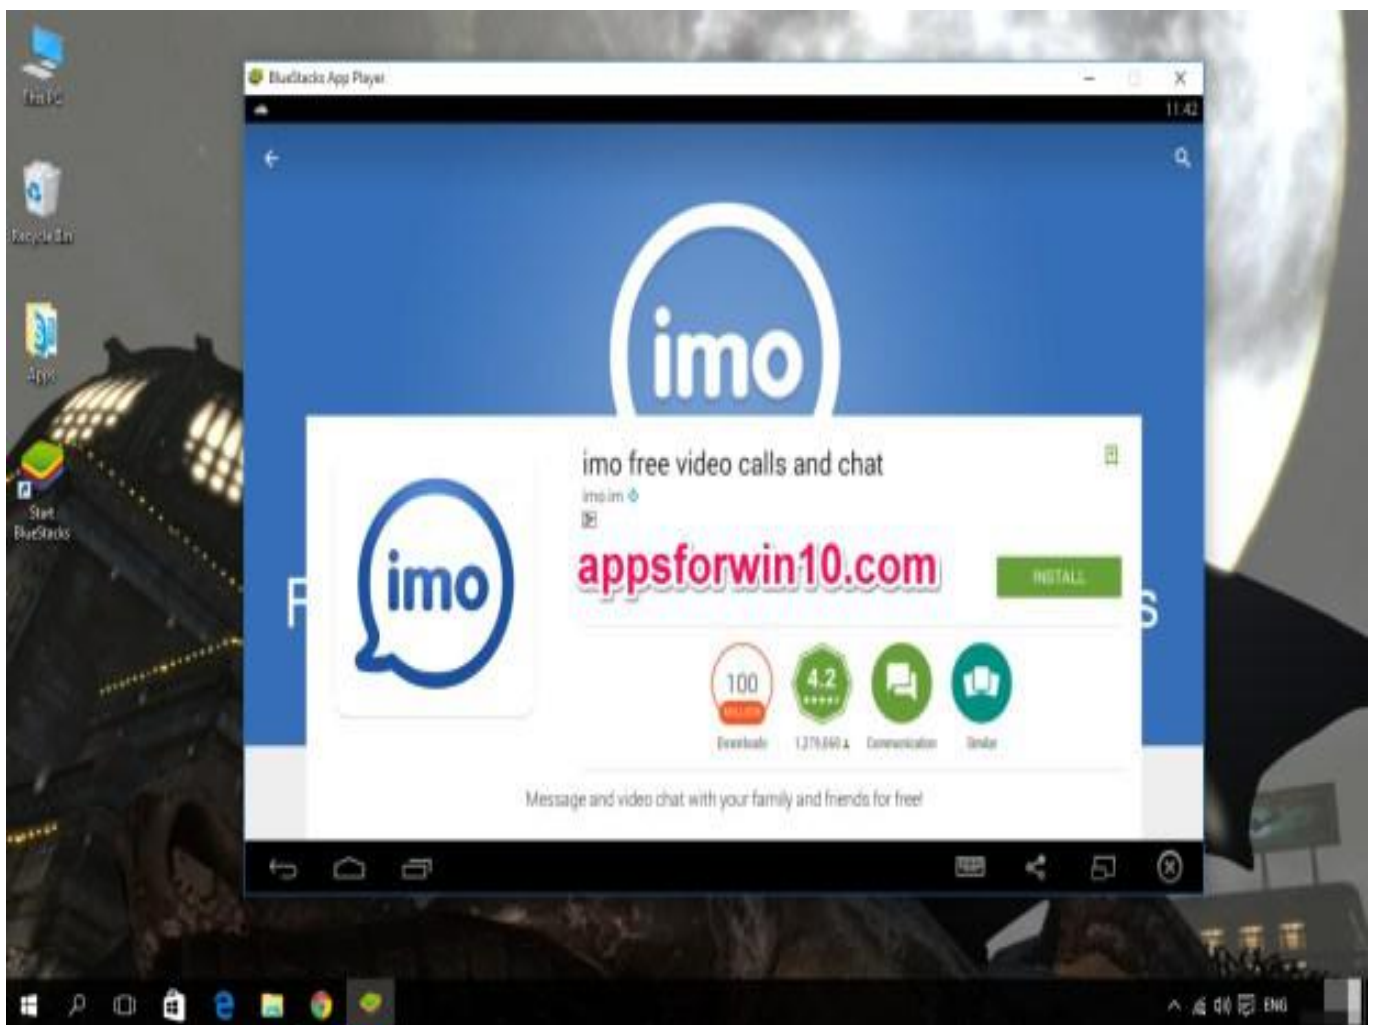 This PC
BlueStacks App Player
11:42
Recycle Bin
imo
Apps
imo free video calls and chat
imo.im
Start
BlueStacks
imo
appsforwin10.com
INSTALL
F
S
100
MILLION
4.2
Downloads
Communication
Similar
Message and video chat with your family and friends for free!
ENG